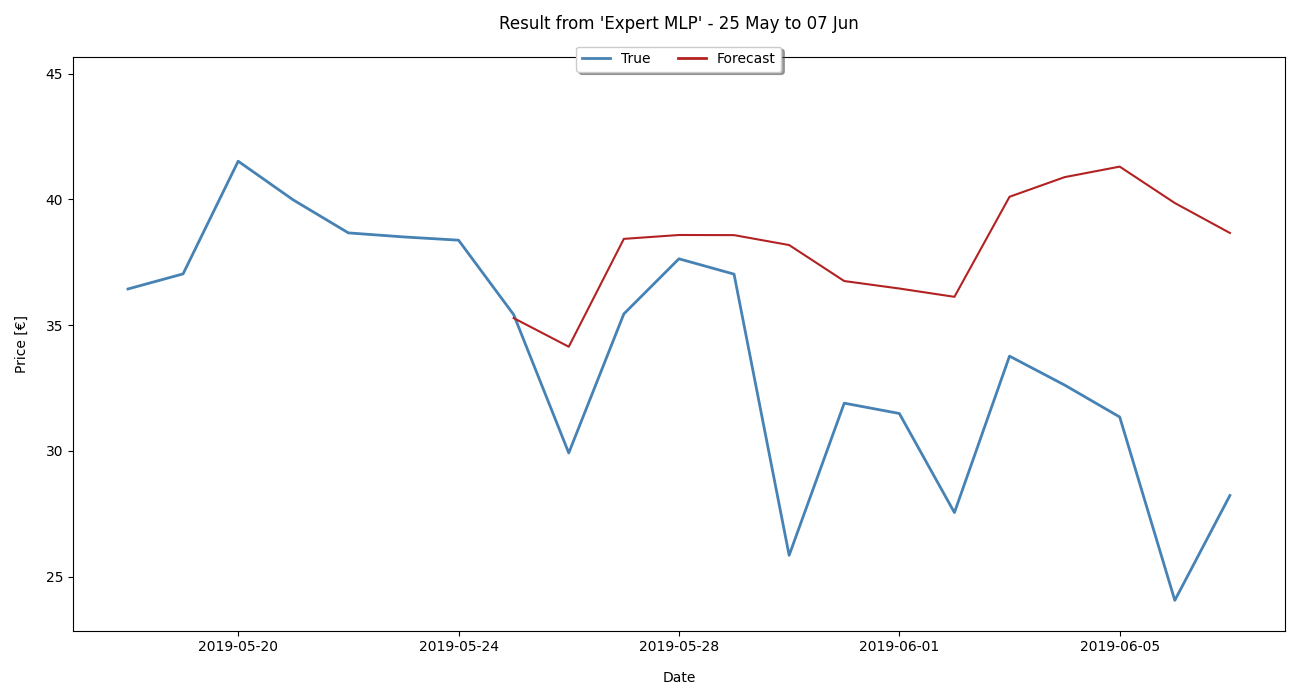 Result from 'Expert MLP' - 25 May to 07 Jun
True Forecast
45
40
35
30
25
Price [€]
2019-05-20 2019-05-24 2019-05-28 2019-06-01 2019-06-05
Date